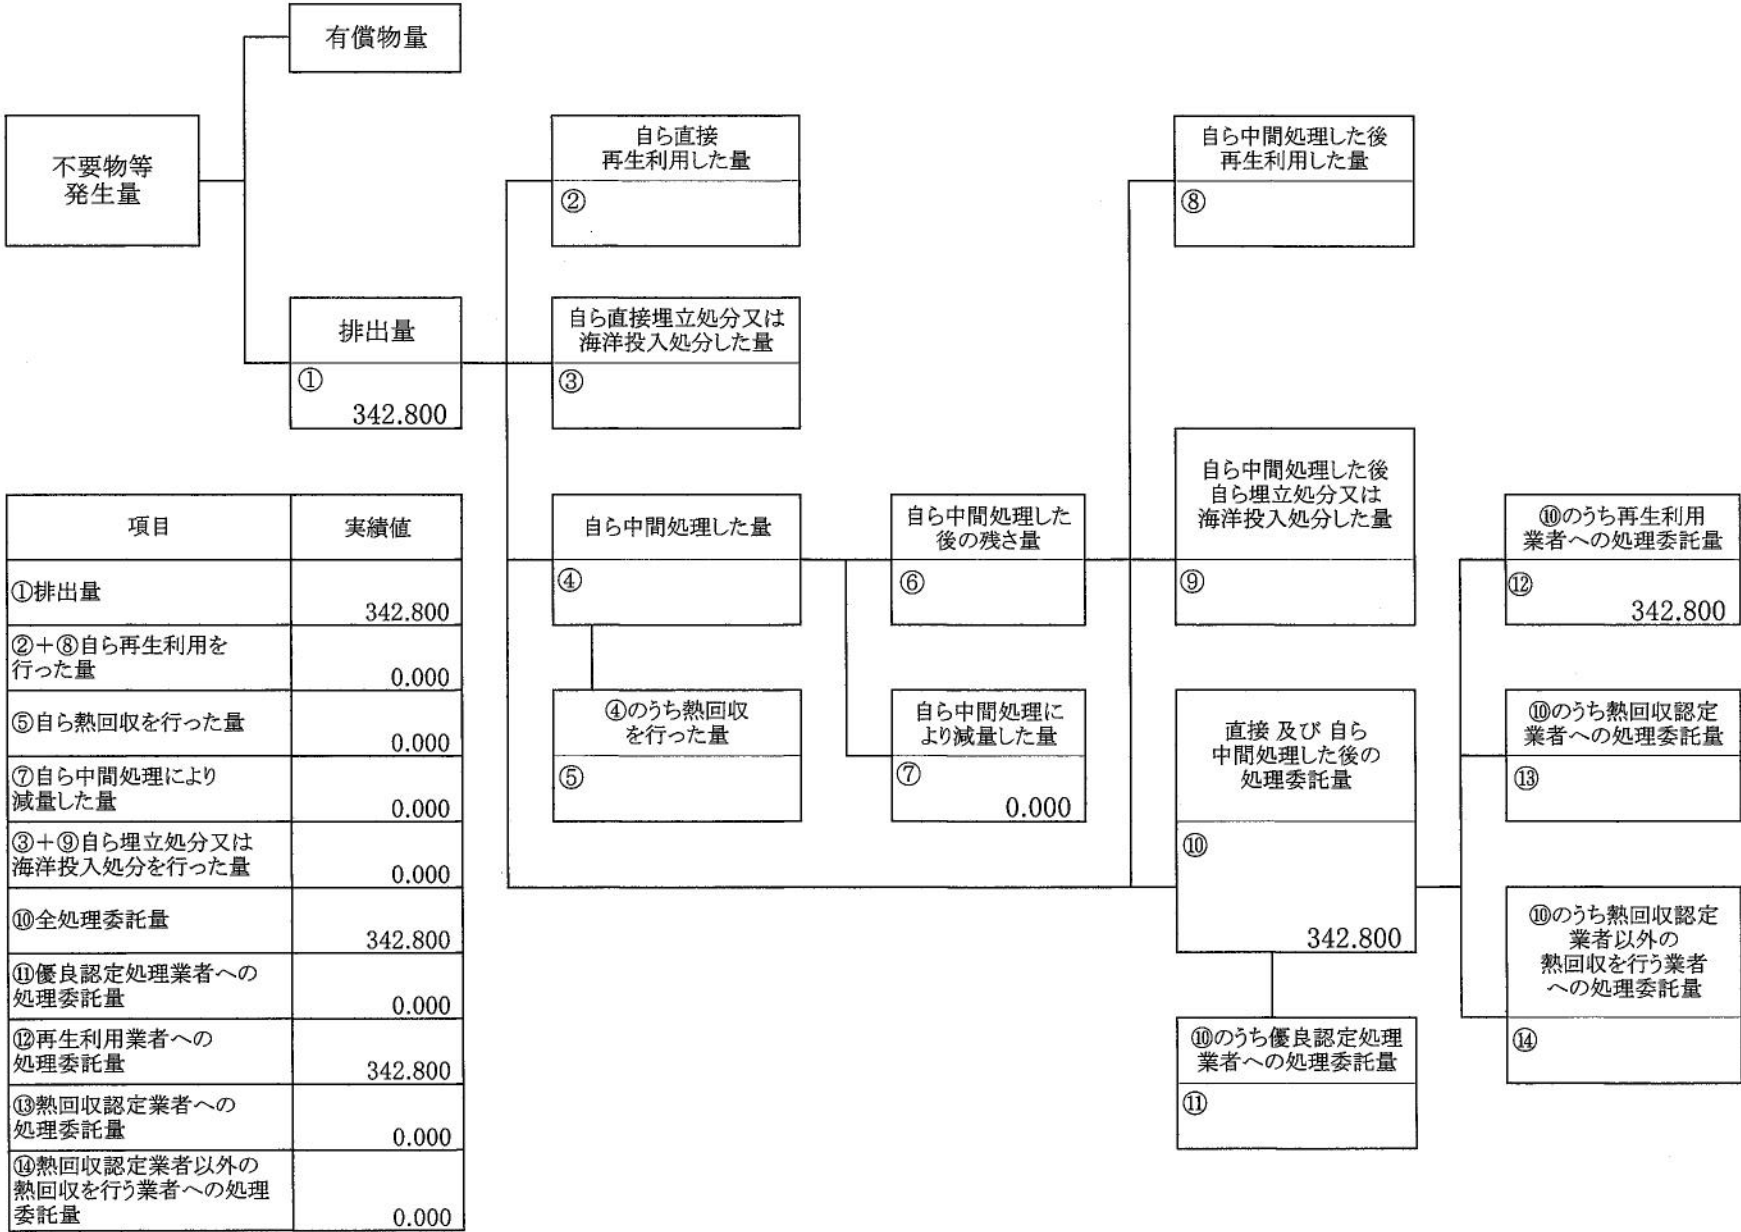 有償物量
不要物等
発生量
自ら直接
再生利用した量
②
自ら中間処理した後
再生利用した量
⑧
排出量
①
342.800
自ら直接埋立処分又は
海洋投入処分した量
③
自ら中間処理した量
④
自ら中間処理した
後の残さ量
⑥
自ら中間処理した後
自ら埋立処分又は
海洋投入処分した量
⑨
⑩のうち再生利用
業者への処理委託量
⑫
342.800
④のうち熱回収
を行った量
⑤
自ら中間処理に
より減量した量
⑦
0.000
直接 及び 自ら
中間処理した後の
処理委託量
⑩
342.800
⑩のうち熱回収認定
業者への処理委託量
⑬
⑩のうち熱回収認定
業者以外の
熱回収を行う業者
への処理委託量
⑭
⑩のうち優良認定処理
業者への処理委託量
⑪
項目 実績値
①排出量
342.800
②＋⑧自ら再生利用を
行った量
0.000
⑤自ら熱回収を行った量
0.000
⑦自ら中間処理により
減量した量
0.000
③＋⑨自ら埋立処分又は
海洋投入処分を行った量
0.000
⑩全処理委託量
342.800
⑪優良認定処理業者への
処理委託量
0.000
⑫再生利用業者への
処理委託量
342.800
⑬熱回収認定業者への
処理委託量
0.000
⑭熱回収認定業者以外の
熱回収を行う業者への処理
委託量
0.000